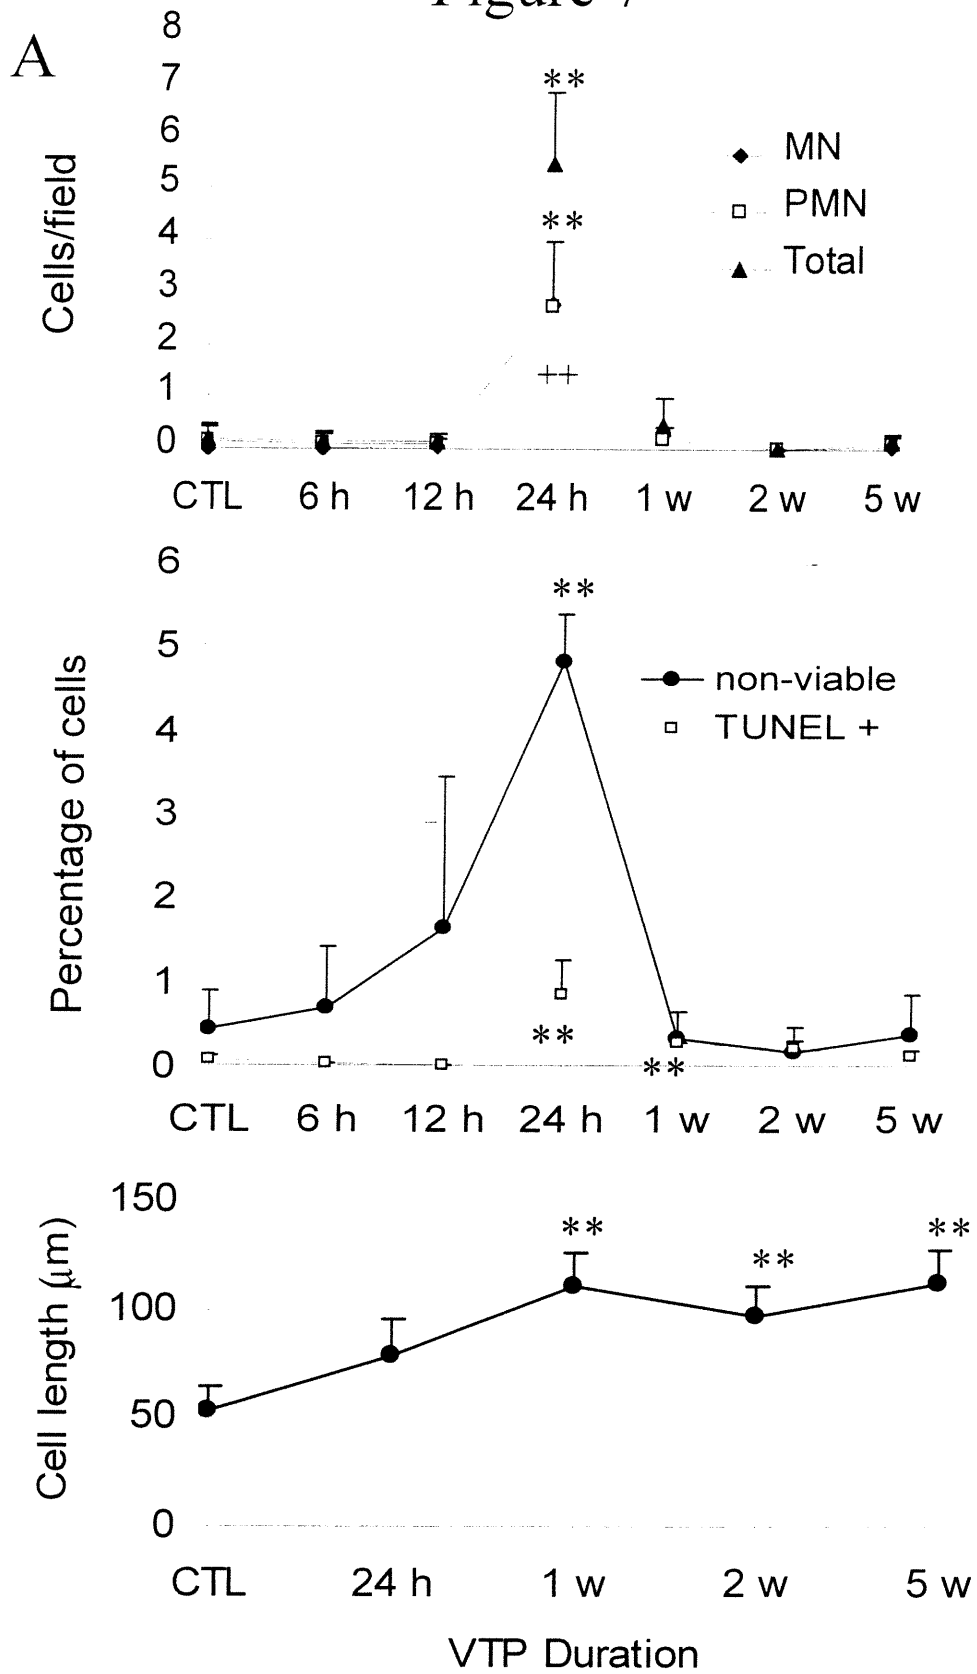 A
8
7
6
5
4
3
2
1
0
Cells/field
**
**
++
MN
PMN
Total
CTL 6 h 12 h 24 h 1 w 2 w 5 w
6
5
4
3
2
1
0
Percentage of cells
**
**
**
non-viable
TUNEL +
CTL 6 h 12 h 24 h 1 w 2 w 5 w
150
100
50
0
Cell length (μm)
**
**
**
CTL 24 h 1 w 2 w 5 w
VTP Duration